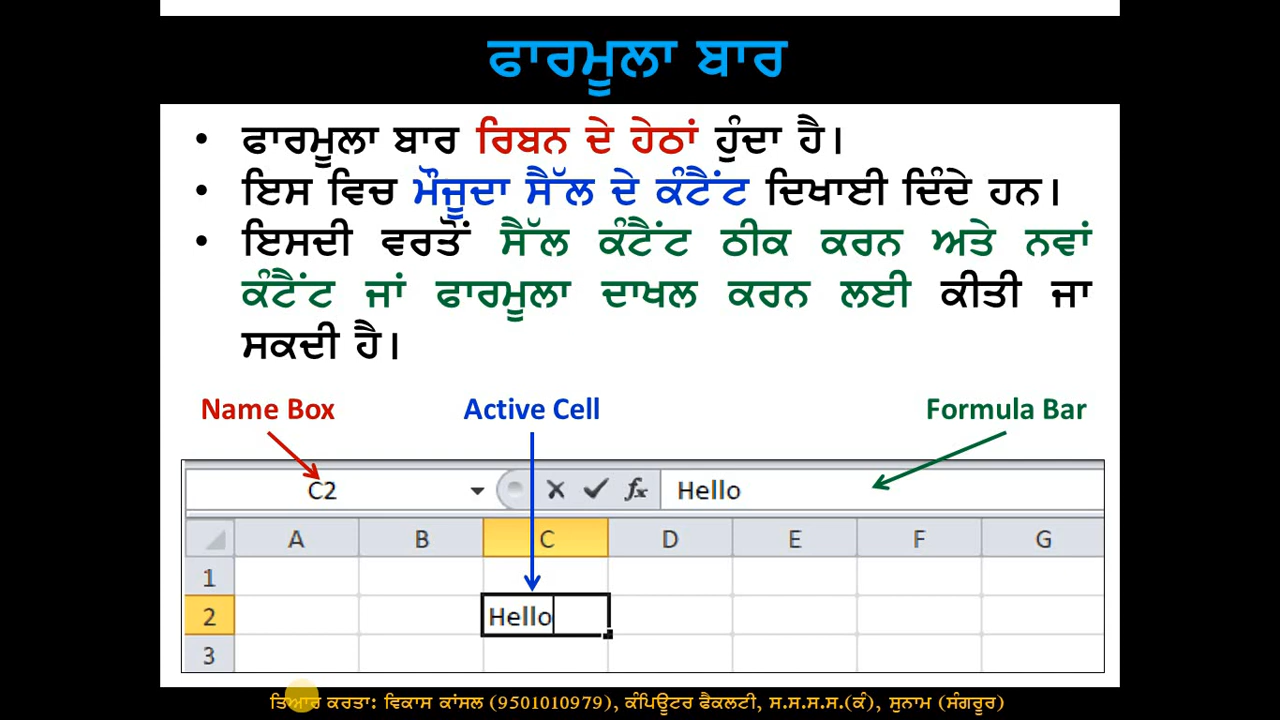 ਫਾਰਮੂਲਾ ਬਾਰ
• ਫਾਰਮੂਲਾ ਬਾਰ ਰਿਬਨ ਦੇ ਹੇਠਾਂ ਹੁੰਦਾ ਹੈ।
• ਇਸ ਵਿਚ ਮੌਜੂਦਾ ਸੈੱਲ ਦੇ ਕੰਟੈਂਟ ਦਿਖਾਈ ਦਿੰਦੇ ਹਨ।
• ਇਸਦੀ ਵਰਤੋਂ ਸੈੱਲ ਕੰਟੈਂਟ ਠੀਕ ਕਰਨ ਅਤੇ ਨਵਾਂ
ਕੰਟੈਂਟ ਜਾਂ ਫਾਰਮੂਲਾ ਦਾਖਲ ਕਰਨ ਲਈ ਕੀਤੀ ਜਾ
ਸਕਦੀ ਹੈ।
Name Box Active Cell Formula Bar
C2 fx Hello
A B C D E F G
1
2 Hello
3
ਤਿਆਰ ਕਰਤਾ: ਵਿਕਾਸ ਕਾਂਸਲ (9501010979), ਕੰਪਿਊਟਰ ਫੈਕਲਟੀ, ਸ.ਸ.ਸ.ਸ.(ਕੰ), ਸੁਨਾਮ (ਸੰਗਰੂਰ)